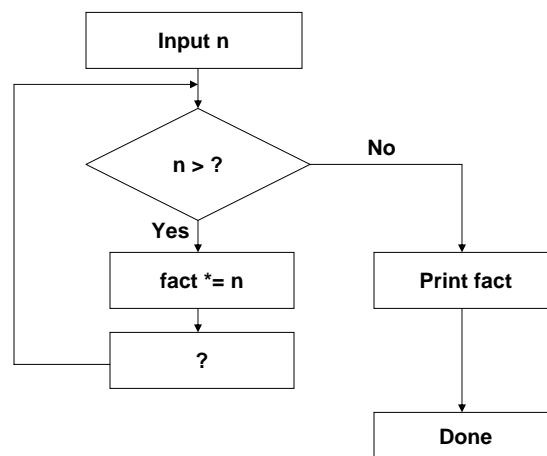 Input n
n > ?
No
Yes
fact *= n
Print fact
?
Done